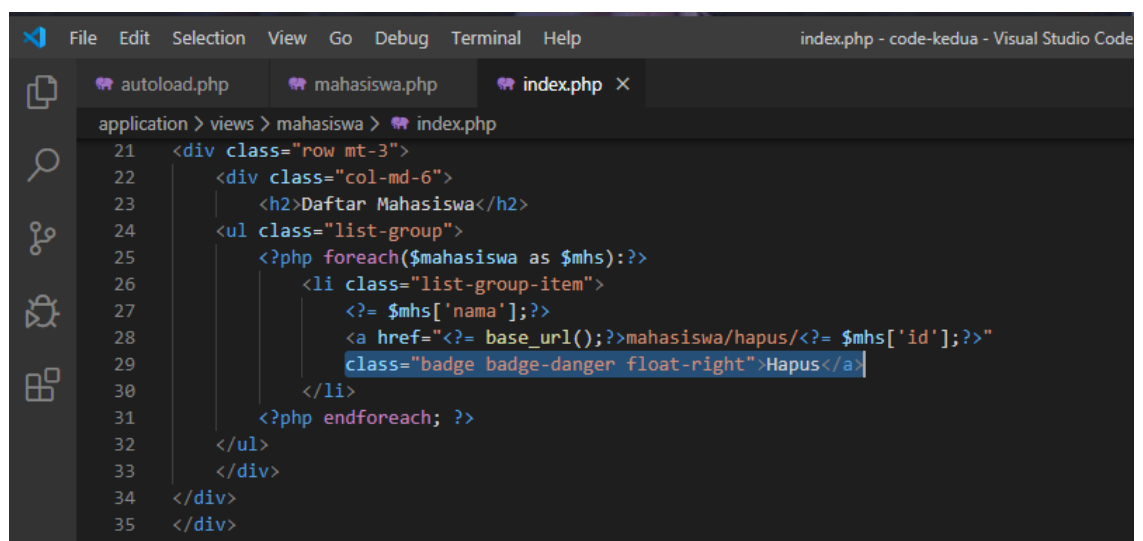 File Edit Selection View Go Debug Terminal Help index.php - code-kedua - Visual Studio Code
autoload.php mahasiswa.php index.php ×
application > views > mahasiswa > index.php
21 <div class="row mt-3">
22 <div class="col-md-6">
23 <h2>Daftar Mahasiswa</h2>
24 <ul class="list-group">
25 <?php foreach($mahasiswa as $mhs):?>
26 <li class="list-group-item">
27 <?= $mhs['nama'];?>
28 <a href="<?= base_url();?>mahasiswa/hapus/<?= $mhs['id'];?>"
29 class="badge badge-danger float-right">Hapus</a>
30 </li>
31 <?php endforeach; ?>
32 </ul>
33 </div>
34 </div>
35 </div>